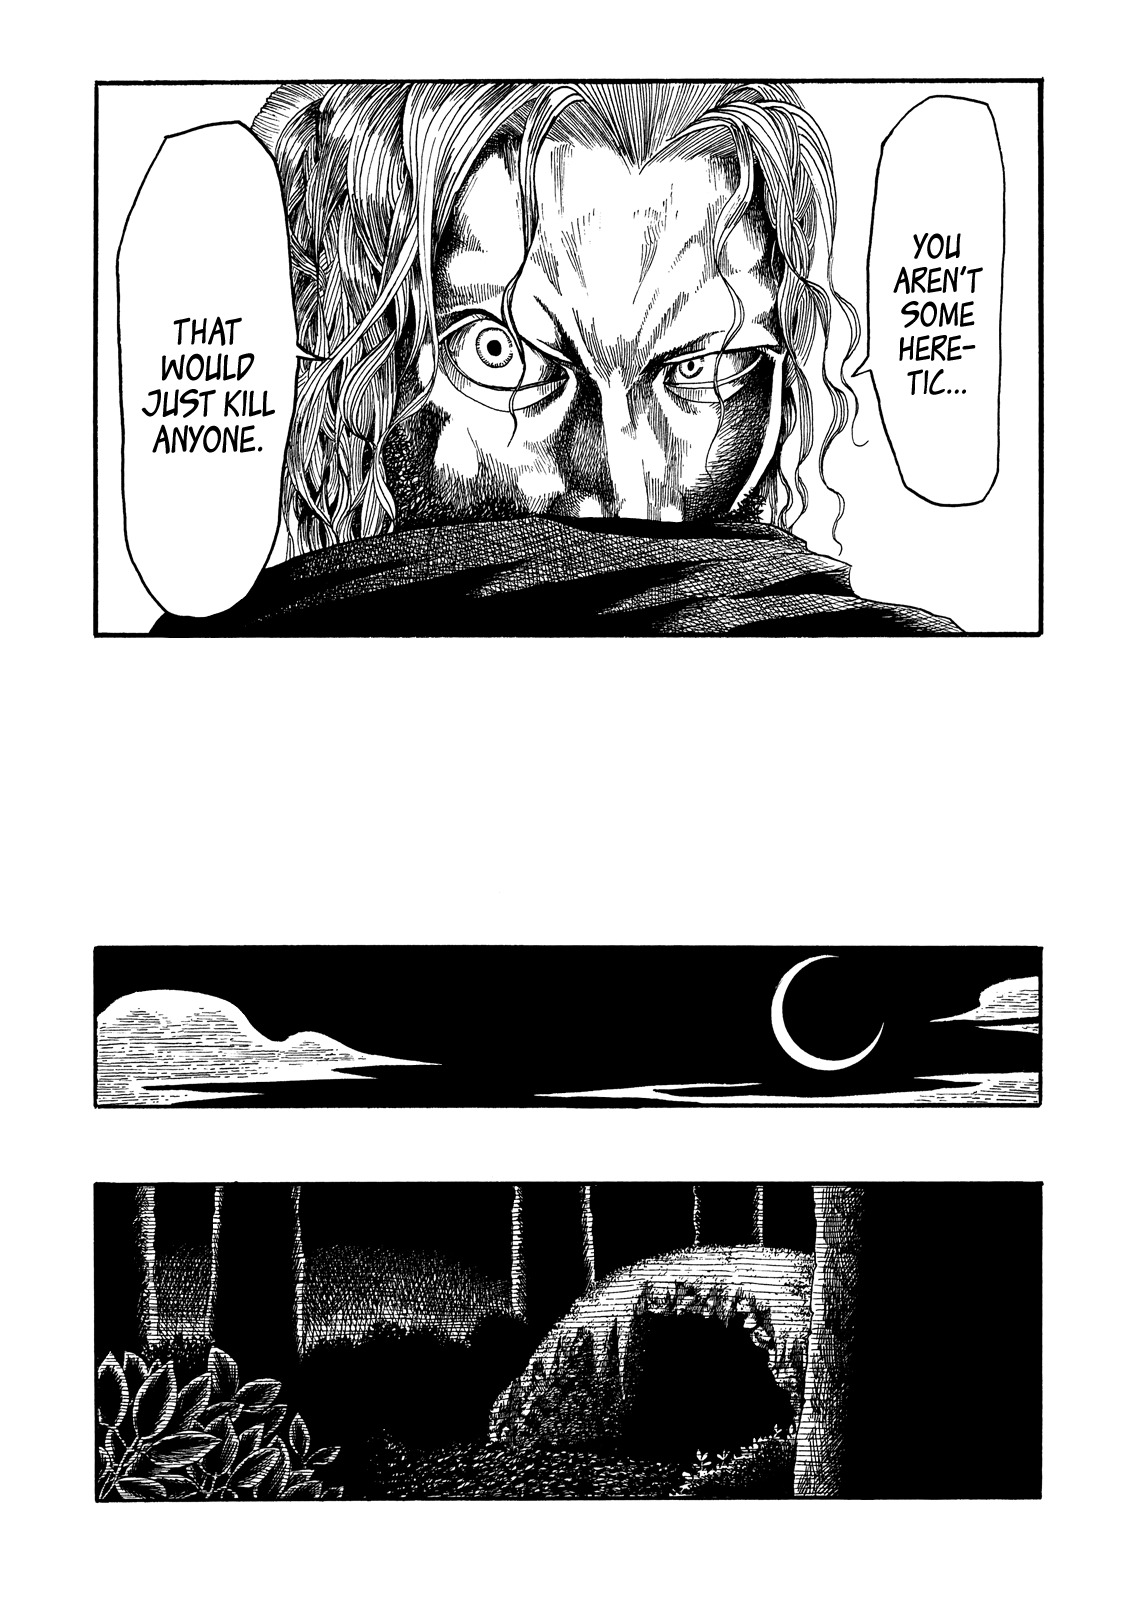 YOU
AREN'T
SOME
HERE-
TIC...
THAT
WOULD
JUST KILL
ANYONE.